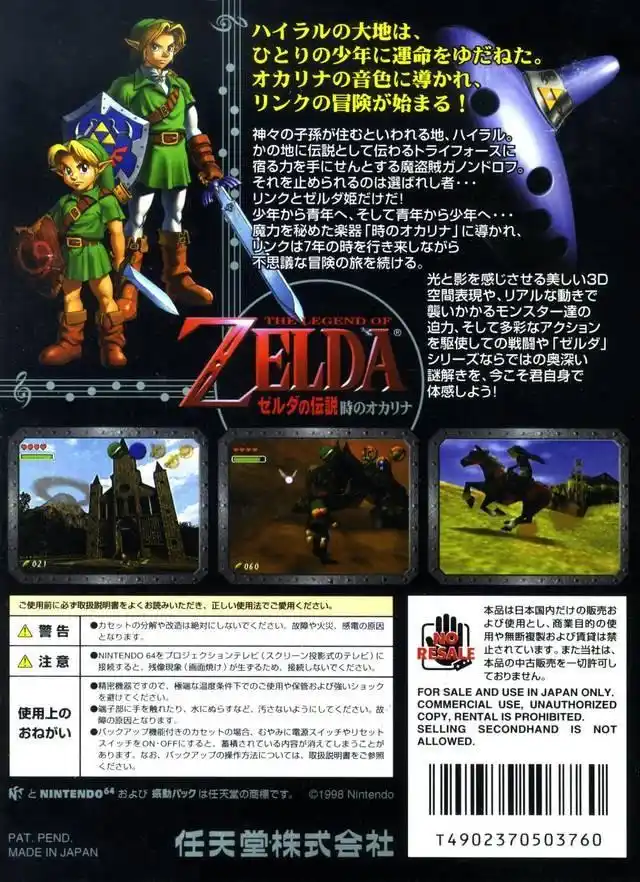 ハイラルの大地は、
ひとりの少年に運命をゆだねた。
オカリナの音色に導かれ、
リンクの冒険が始まる！
神々の子孫が住むといわれる地、ハイラル。
かの地に伝説として伝わるトライフォースに
宿る力を手にせんとする魔盗賊ガノンドロフ。
それを止められるのは選ばれし者・・・
リンクとゼルダ姫だけだ!
少年から青年へ、そして青年から少年へ・・・
魔力を秘めた楽器「時のオカリナ」に導かれ、
リンクは7年の時を行き来しながら
不思議な冒険の旅を続ける。
光と影を感じさせる美しい3D
空間表現や、リアルな動きで
襲いかかるモンスター達の
迫力、そして多彩なアクション
を駆使しての戦闘や「ゼルダ」
シリーズならではの奥深い
謎解きを、今こそ君自身で
体感しよう!
THE LEGEND OF
ZELDA®
ゼルダの伝説 時のオカリナ
021
060
ご使用前に必ず取扱説明書をよくお読みいただき、正しい使用法でご愛用ください。
警告
●カセットの分解や改造は絶対にしないでください。故障や火災、感電の原因
となります。
注意
●NINTENDO 64をプロジェクションテレビ(スクリーン投影式のテレビ)に
接続すると、残像現象(画面焼け)が生ずるため、接続しないでください。
使用上の
おねがい
●精密機器ですので、極端な温度条件下でのご使用や保管および強いショック
を避けてください。
●端子部に手を触れたり、水にぬらすなど、汚さないようにしてください。故
障の原因となります。
●バックアップ機能付きのカセットの場合、むやみに電源スイッチやリセット
スイッチをON・OFFにすると、蓄積されている内容が消えてしまうことが
あります。なお、バックアップの操作方法については、取扱説明書をご参照
ください。
と NINTENDO64 および 振動パック は任天堂の商標です。 ©1998 Nintendo
PAT. PEND.
MADE IN JAPAN
任天堂株式会社
NO
RESALE
本品は日本国内だけの販売お
よび使用とし、商業目的の使
用や無断複製および賃貸は禁
止されています。また当社は、
本品の中古販売を一切許可し
ておりません。
FOR SALE AND USE IN JAPAN ONLY.
COMMERCIAL USE, UNAUTHORIZED
COPY, RENTAL IS PROHIBITED.
SELLING SECONDHAND IS NOT
ALLOWED.
T4902370503760